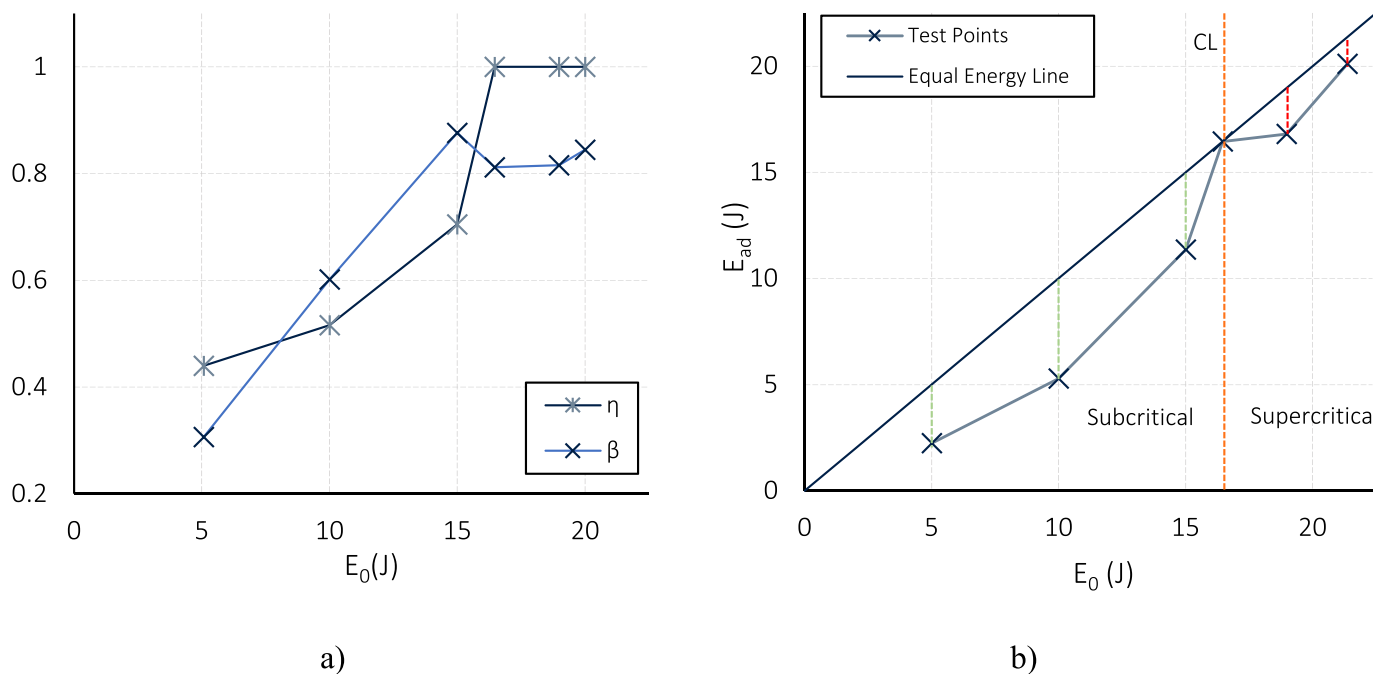 1
0.8
0.6
0.4
0.2
0 5 10 15 20
E₀(J)
η
β
a)
Test Points
Equal Energy Line
CL
20
15
10
5
0
E_ad (J)
Subcritical
Supercritica
0 5 10 15 20
E₀ (J)
b)